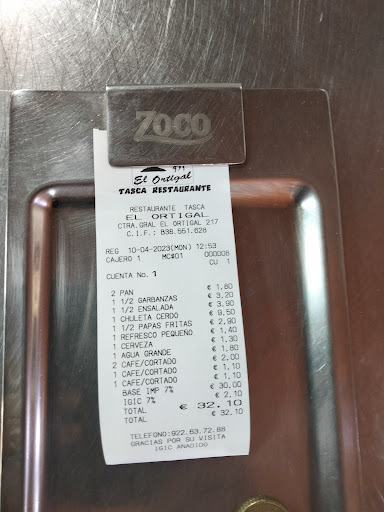 ZOCO
El Ortigal
TASCA RESTAURANTE
RESTAURANTE TASCA
EL ORTIGAL
CTRA.GRAL EL ORTIGAL 217
C.I.F.: B38.551.628
REG 10-04-2023(MON) 12:53
CAJERO 1 MC#01 000008
CU 1
CUENTA No. 1
2 PAN € 1.80
1 1/2 GARBANZAS € 3.20
1 1/2 ENSALADA € 3.90
1 CHULETA CERDO € 9.50
1 1/2 PAPAS FRITAS € 2.90
1 REFRESCO PEQUEÑO € 1.40
1 CERVEZA € 1.30
1 AGUA GRANDE € 1.80
2 CAFE/CORTADO € 2.00
1 CAFE/CORTADO € 1.10
1 CAFE/CORTADO € 1.10
BASE IMP 7% € 30.00
IGIC 7% € 2.10
TOTAL € 32.10
TOTAL € 32.10
TELEFONO:922.63.72.88
GRACIAS POR SU VISITA
IGIC AÑADIDO